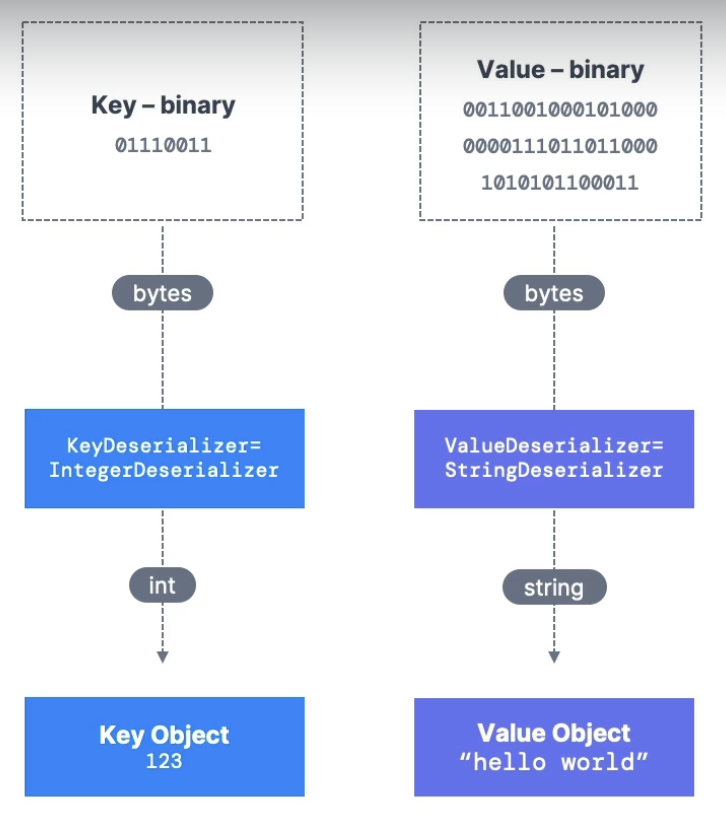 Key – binary
01110011
bytes
KeyDeserializer=
IntegerDeserializer
int
Key Object
123
Value – binary
0011001000101000
0000111011011000
1010101100011
bytes
ValueDeserializer=
StringDeserializer
string
Value Object
“hello world”